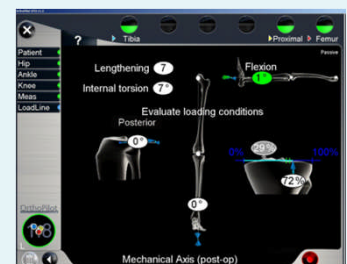 ?
Tibia
Proximal
Femur
Patient
Hip
Ankle
Knee
Meas
LoadLine
Passive
Lengthening 7
Internal torsion 7°
Flexion
1°
Evaluate loading conditions
Posterior
0°
29%
0%
100%
72%
0°
OrthoPilot
L
Mechanical Axis (post-op)